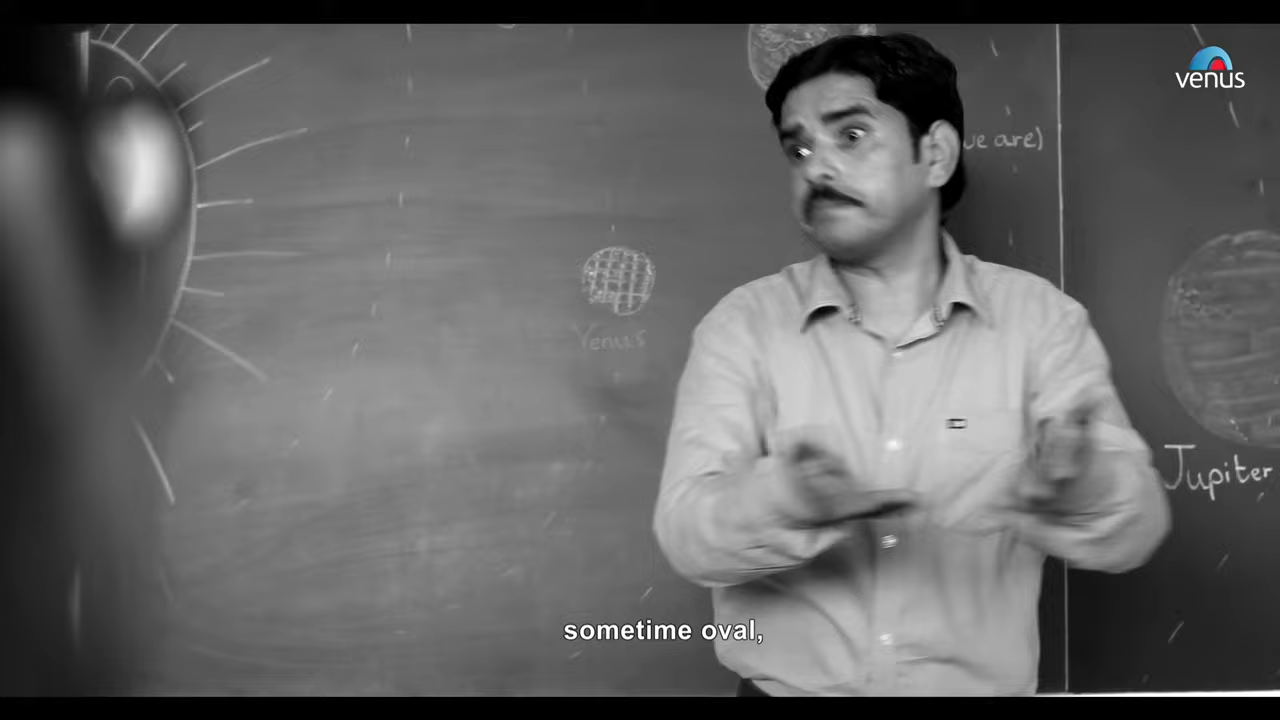 venus
ue are)
Venus
Jupiter
sometime oval,